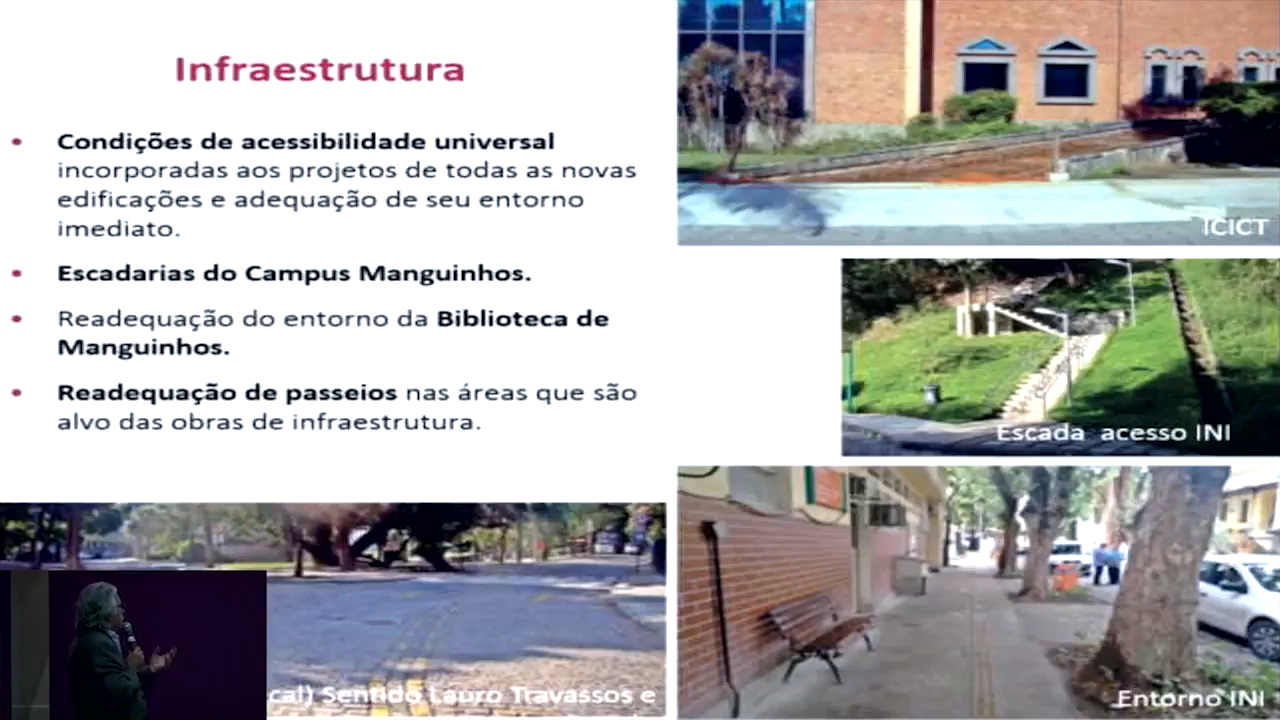 Infraestrutura
• Condições de acessibilidade universal
incorporadas aos projetos de todas as novas
edificações e adequação de seu entorno
imediato.
• Escadarias do Campus Manguinhos.
• Readequação do entorno da Biblioteca de
Manguinhos.
• Readequação de passeios nas áreas que são
alvo das obras de infraestrutura.
ICICT
Escada acesso INI
cal) Sentido Lauro Travassos e
Entorno INI